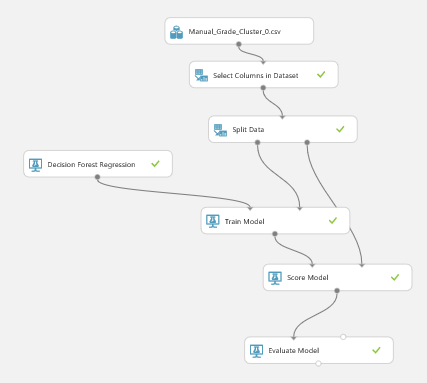 Manual_Grade_Cluster_0.csv
Select Columns in Dataset
Split Data
Decision Forest Regression
Train Model
Score Model
Evaluate Model